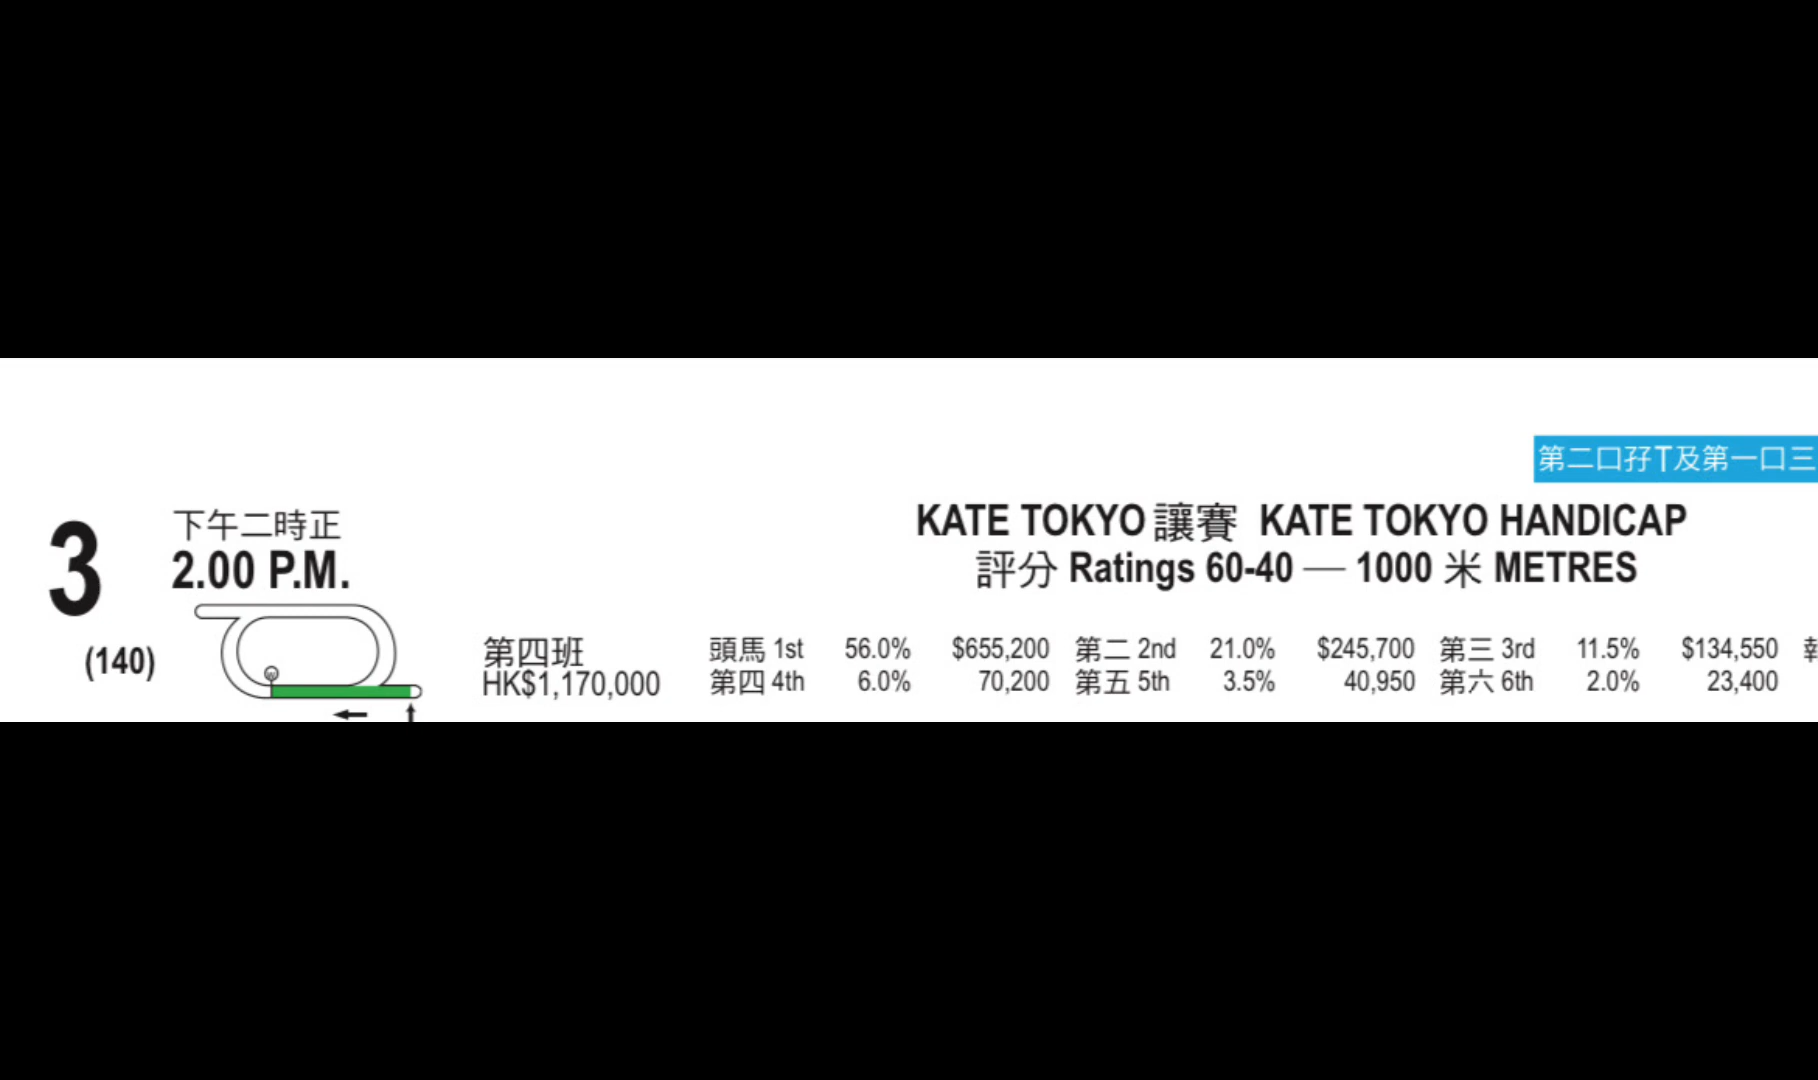 第二口孖T及第一口三
3
下午二時正
2.00 P.M.
(140)
KATE TOKYO 讓賽 KATE TOKYO HANDICAP
評分 Ratings 60-40 — 1000 米 METRES
第四班
HK$1,170,000
頭馬 1st 56.0% $655,200 第二 2nd 21.0% $245,700 第三 3rd 11.5% $134,550
第四 4th 6.0% 70,200 第五 5th 3.5% 40,950 第六 6th 2.0% 23,400